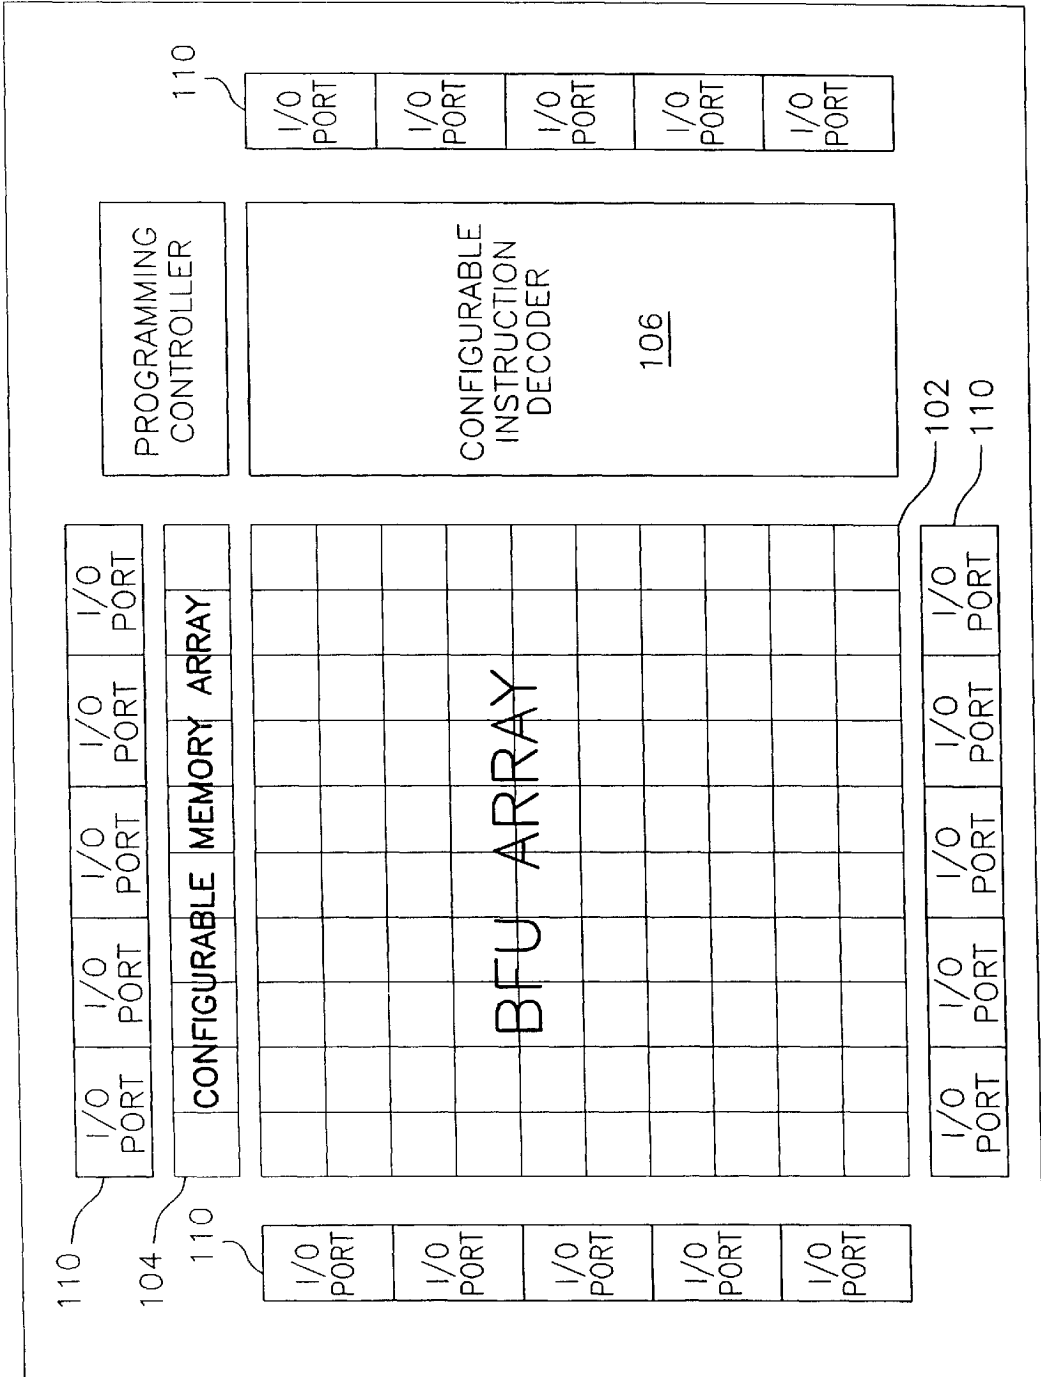 110
I/O
PORT
I/O
PORT
I/O
PORT
I/O
PORT
I/O
PORT
104
CONFIGURABLE MEMORY ARRAY
PROGRAMMING
CONTROLLER
110
I/O
PORT
I/O
PORT
I/O
PORT
I/O
PORT
I/O
PORT
BFU ARRAY
CONFIGURABLE
INSTRUCTION
DECODER
106
110
I/O
PORT
I/O
PORT
I/O
PORT
I/O
PORT
I/O
PORT
102
110
I/O
PORT
I/O
PORT
I/O
PORT
I/O
PORT
I/O
PORT